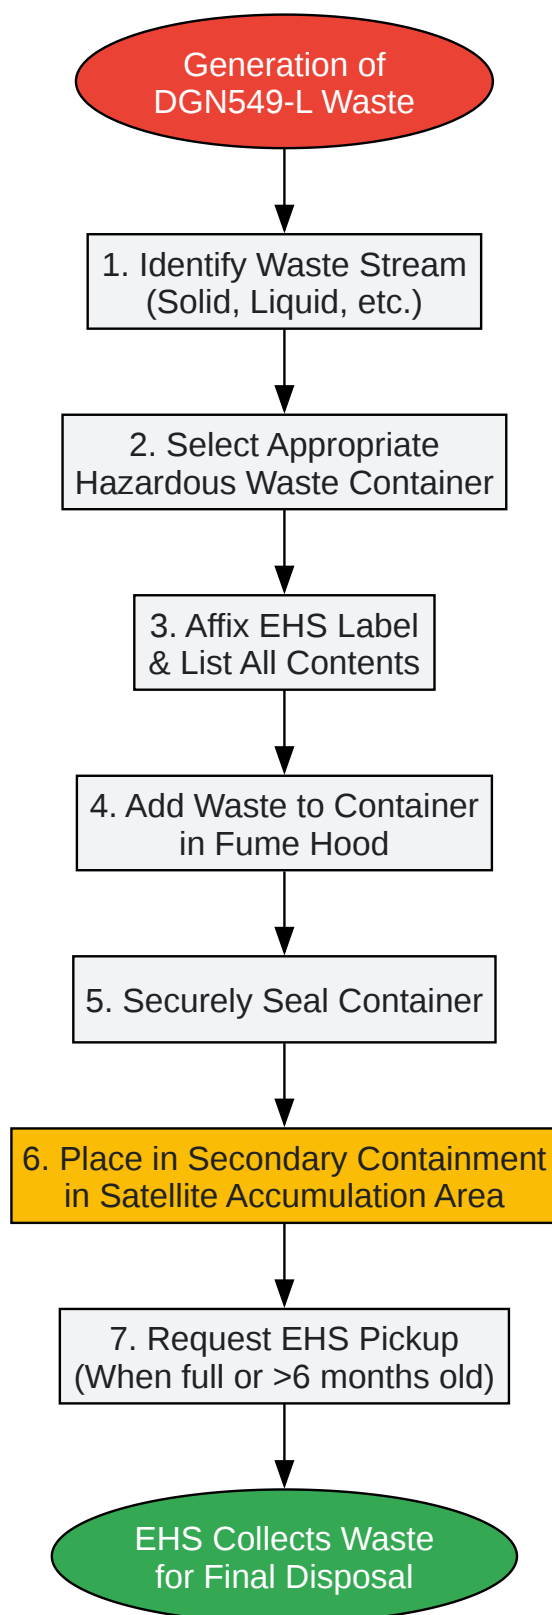 Generation of
DGN549-L Waste
1. Identify Waste Stream
(Solid, Liquid, etc.)
2. Select Appropriate
Hazardous Waste Container
3. Affix EHS Label
& List All Contents
4. Add Waste to Container
in Fume Hood
5. Securely Seal Container
6. Place in Secondary Containment
in Satellite Accumulation Area
7. Request EHS Pickup
(When full or >6 months old)
EHS Collects Waste
for Final Disposal